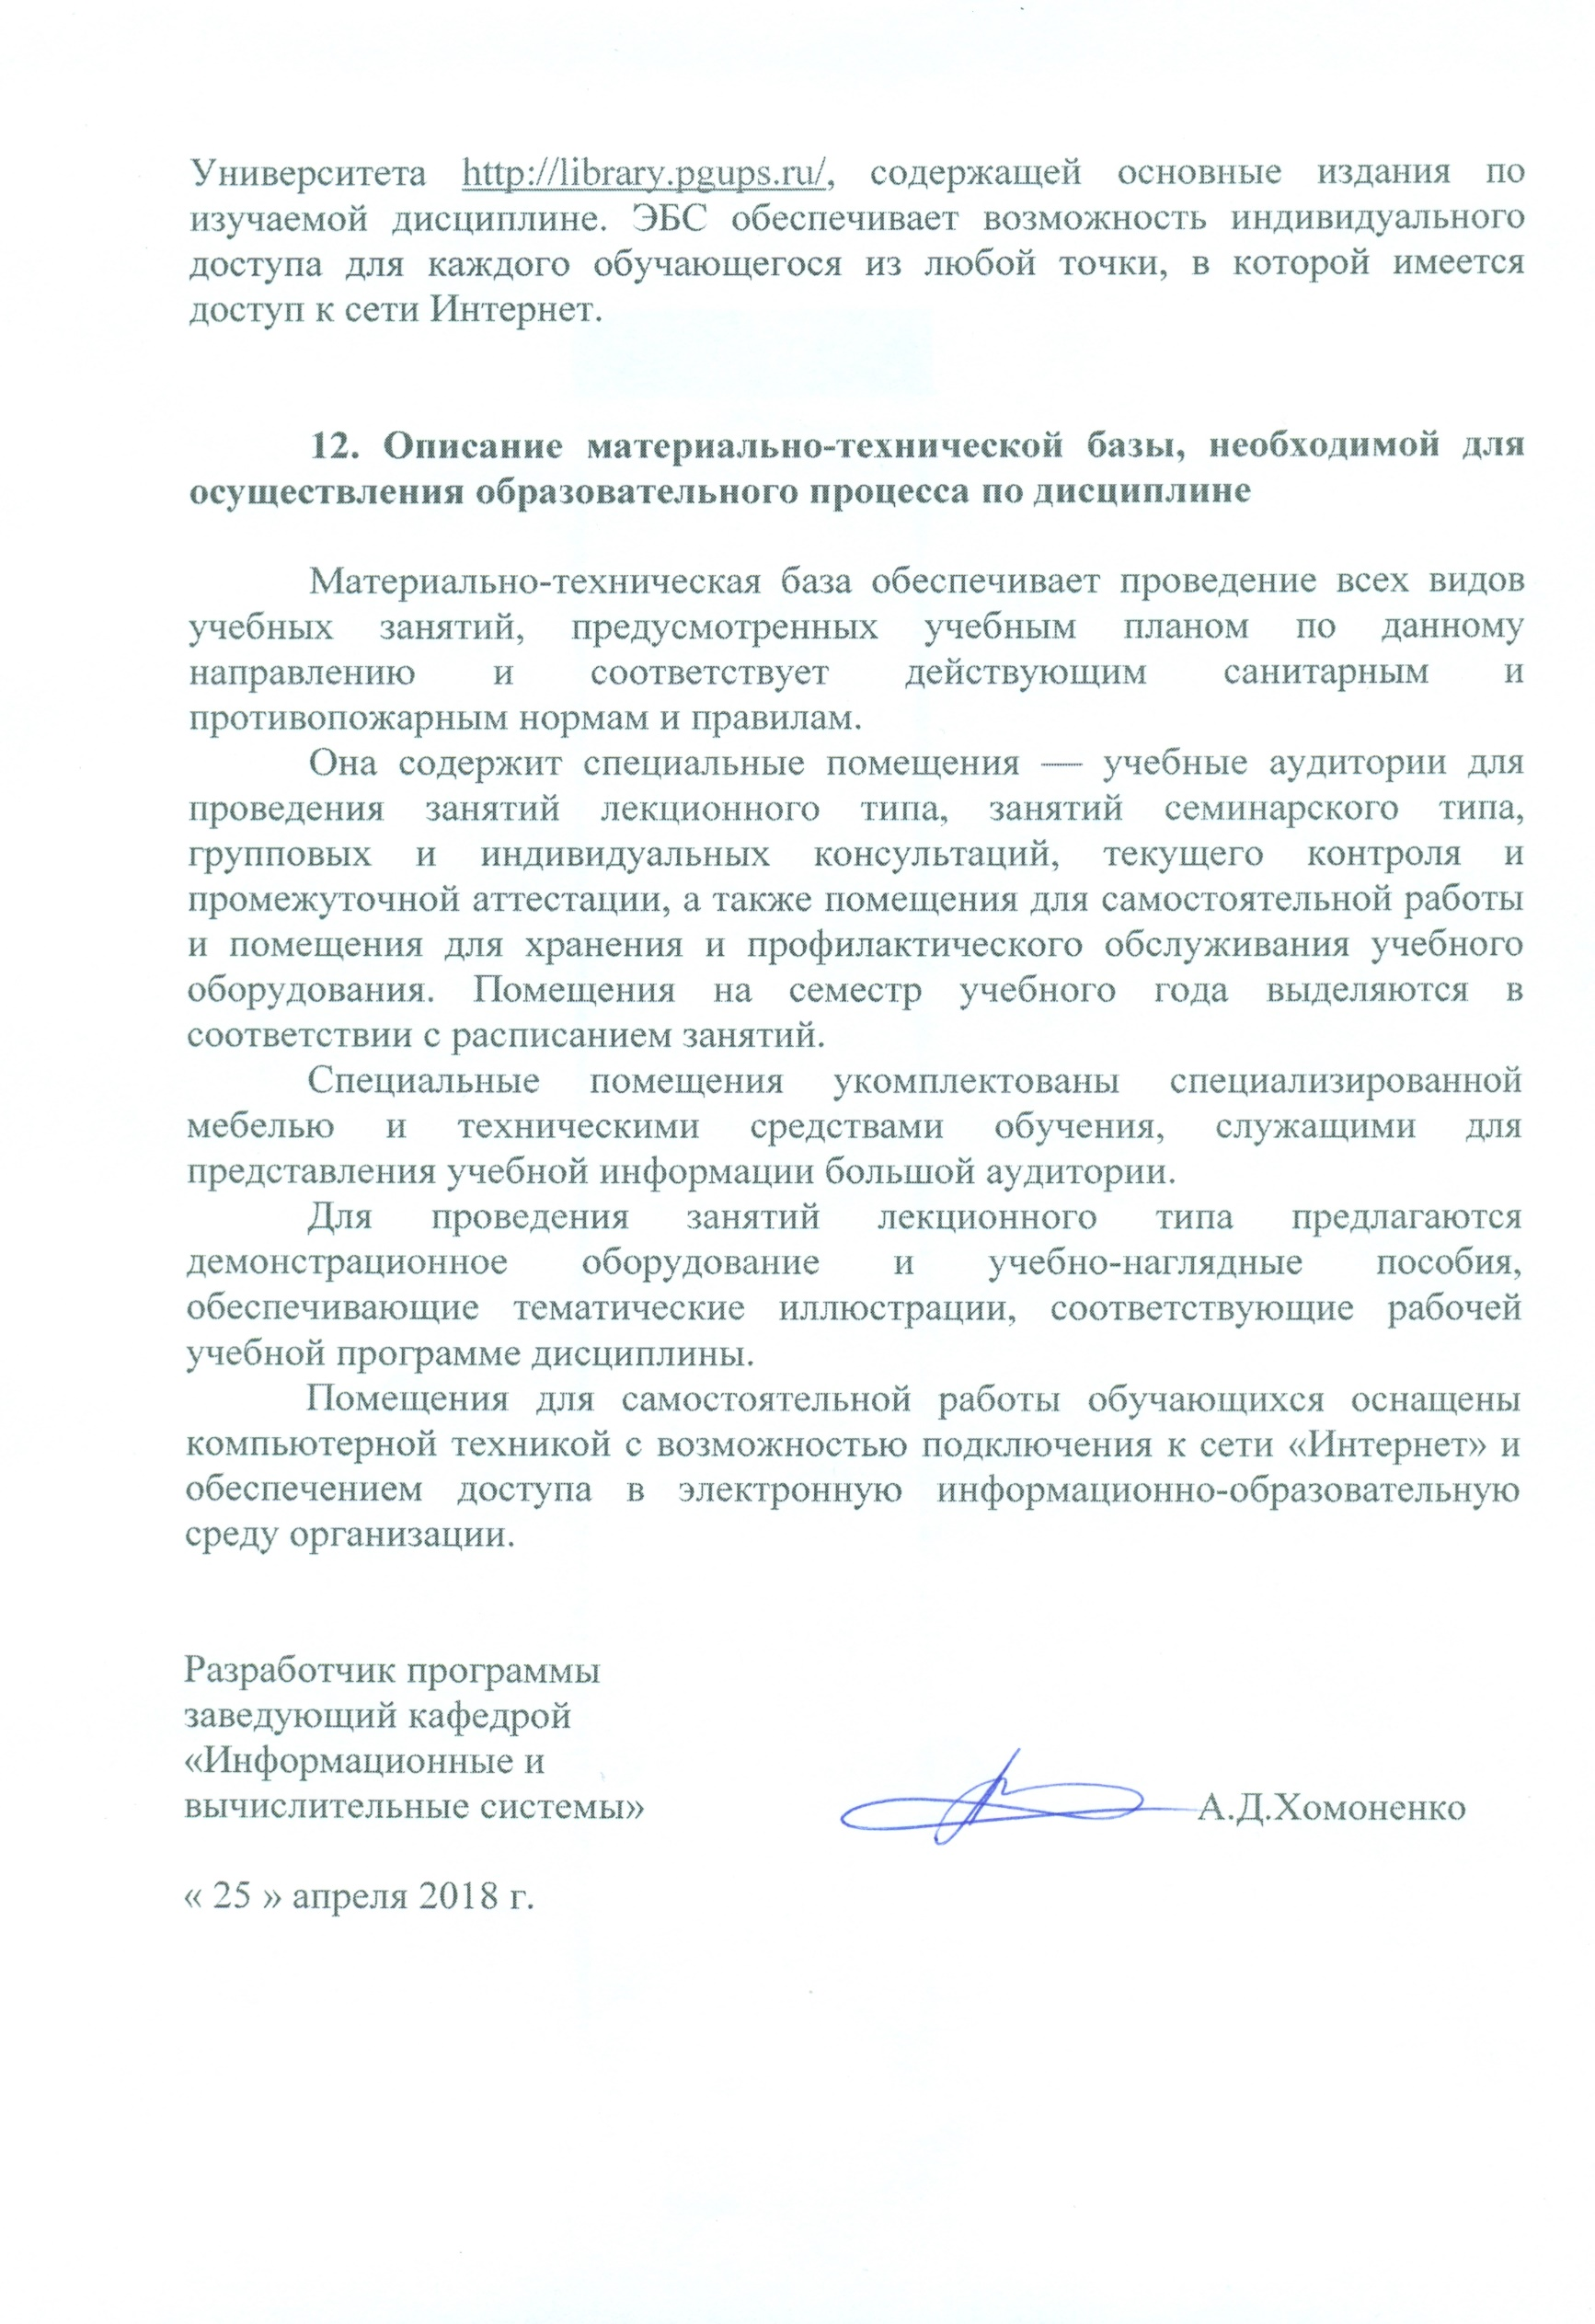 Университета http://library.pgups.ru/, содержащей основные издания по
изучаемой дисциплине. ЭБС обеспечивает возможность индивидуального
доступа для каждого обучающегося из любой точки, в которой имеется
доступ к сети Интернет.
12. Описание материально-технической базы, необходимой для
осуществления образовательного процесса по дисциплине
Материально-техническая база обеспечивает проведение всех видов
учебных занятий, предусмотренных учебным планом по данному
направлению и соответствует действующим санитарным и
противопожарным нормам и правилам.
Она содержит специальные помещения — учебные аудитории для
проведения занятий лекционного типа, занятий семинарского типа,
групповых и индивидуальных консультаций, текущего контроля и
промежуточной аттестации, а также помещения для самостоятельной работы
и помещения для хранения и профилактического обслуживания учебного
оборудования. Помещения на семестр учебного года выделяются в
соответствии с расписанием занятий.
Специальные помещения укомплектованы специализированной
мебелью и техническими средствами обучения, служащими для
представления учебной информации большой аудитории.
Для проведения занятий лекционного типа предлагаются
демонстрационное оборудование и учебно-наглядные пособия,
обеспечивающие тематические иллюстрации, соответствующие рабочей
учебной программе дисциплины.
Помещения для самостоятельной работы обучающихся оснащены
компьютерной техникой с возможностью подключения к сети «Интернет» и
обеспечением доступа в электронную информационно-образовательную
среду организации.
Разработчик программы
заведующий кафедрой
«Информационные и
вычислительные системы» А.Д.Хомоненко
« 25 » апреля 2018 г.